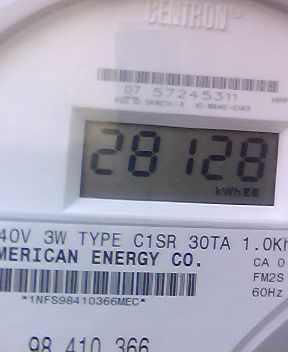 CENTRON®
07 57245311
28128
kWh
40V 3W TYPE C1SR 30TA 1.0Kh
MERICAN ENERGY CO.
CA 0
FM2S
60Hz
*1NFS98410366MEC*
98 410 366